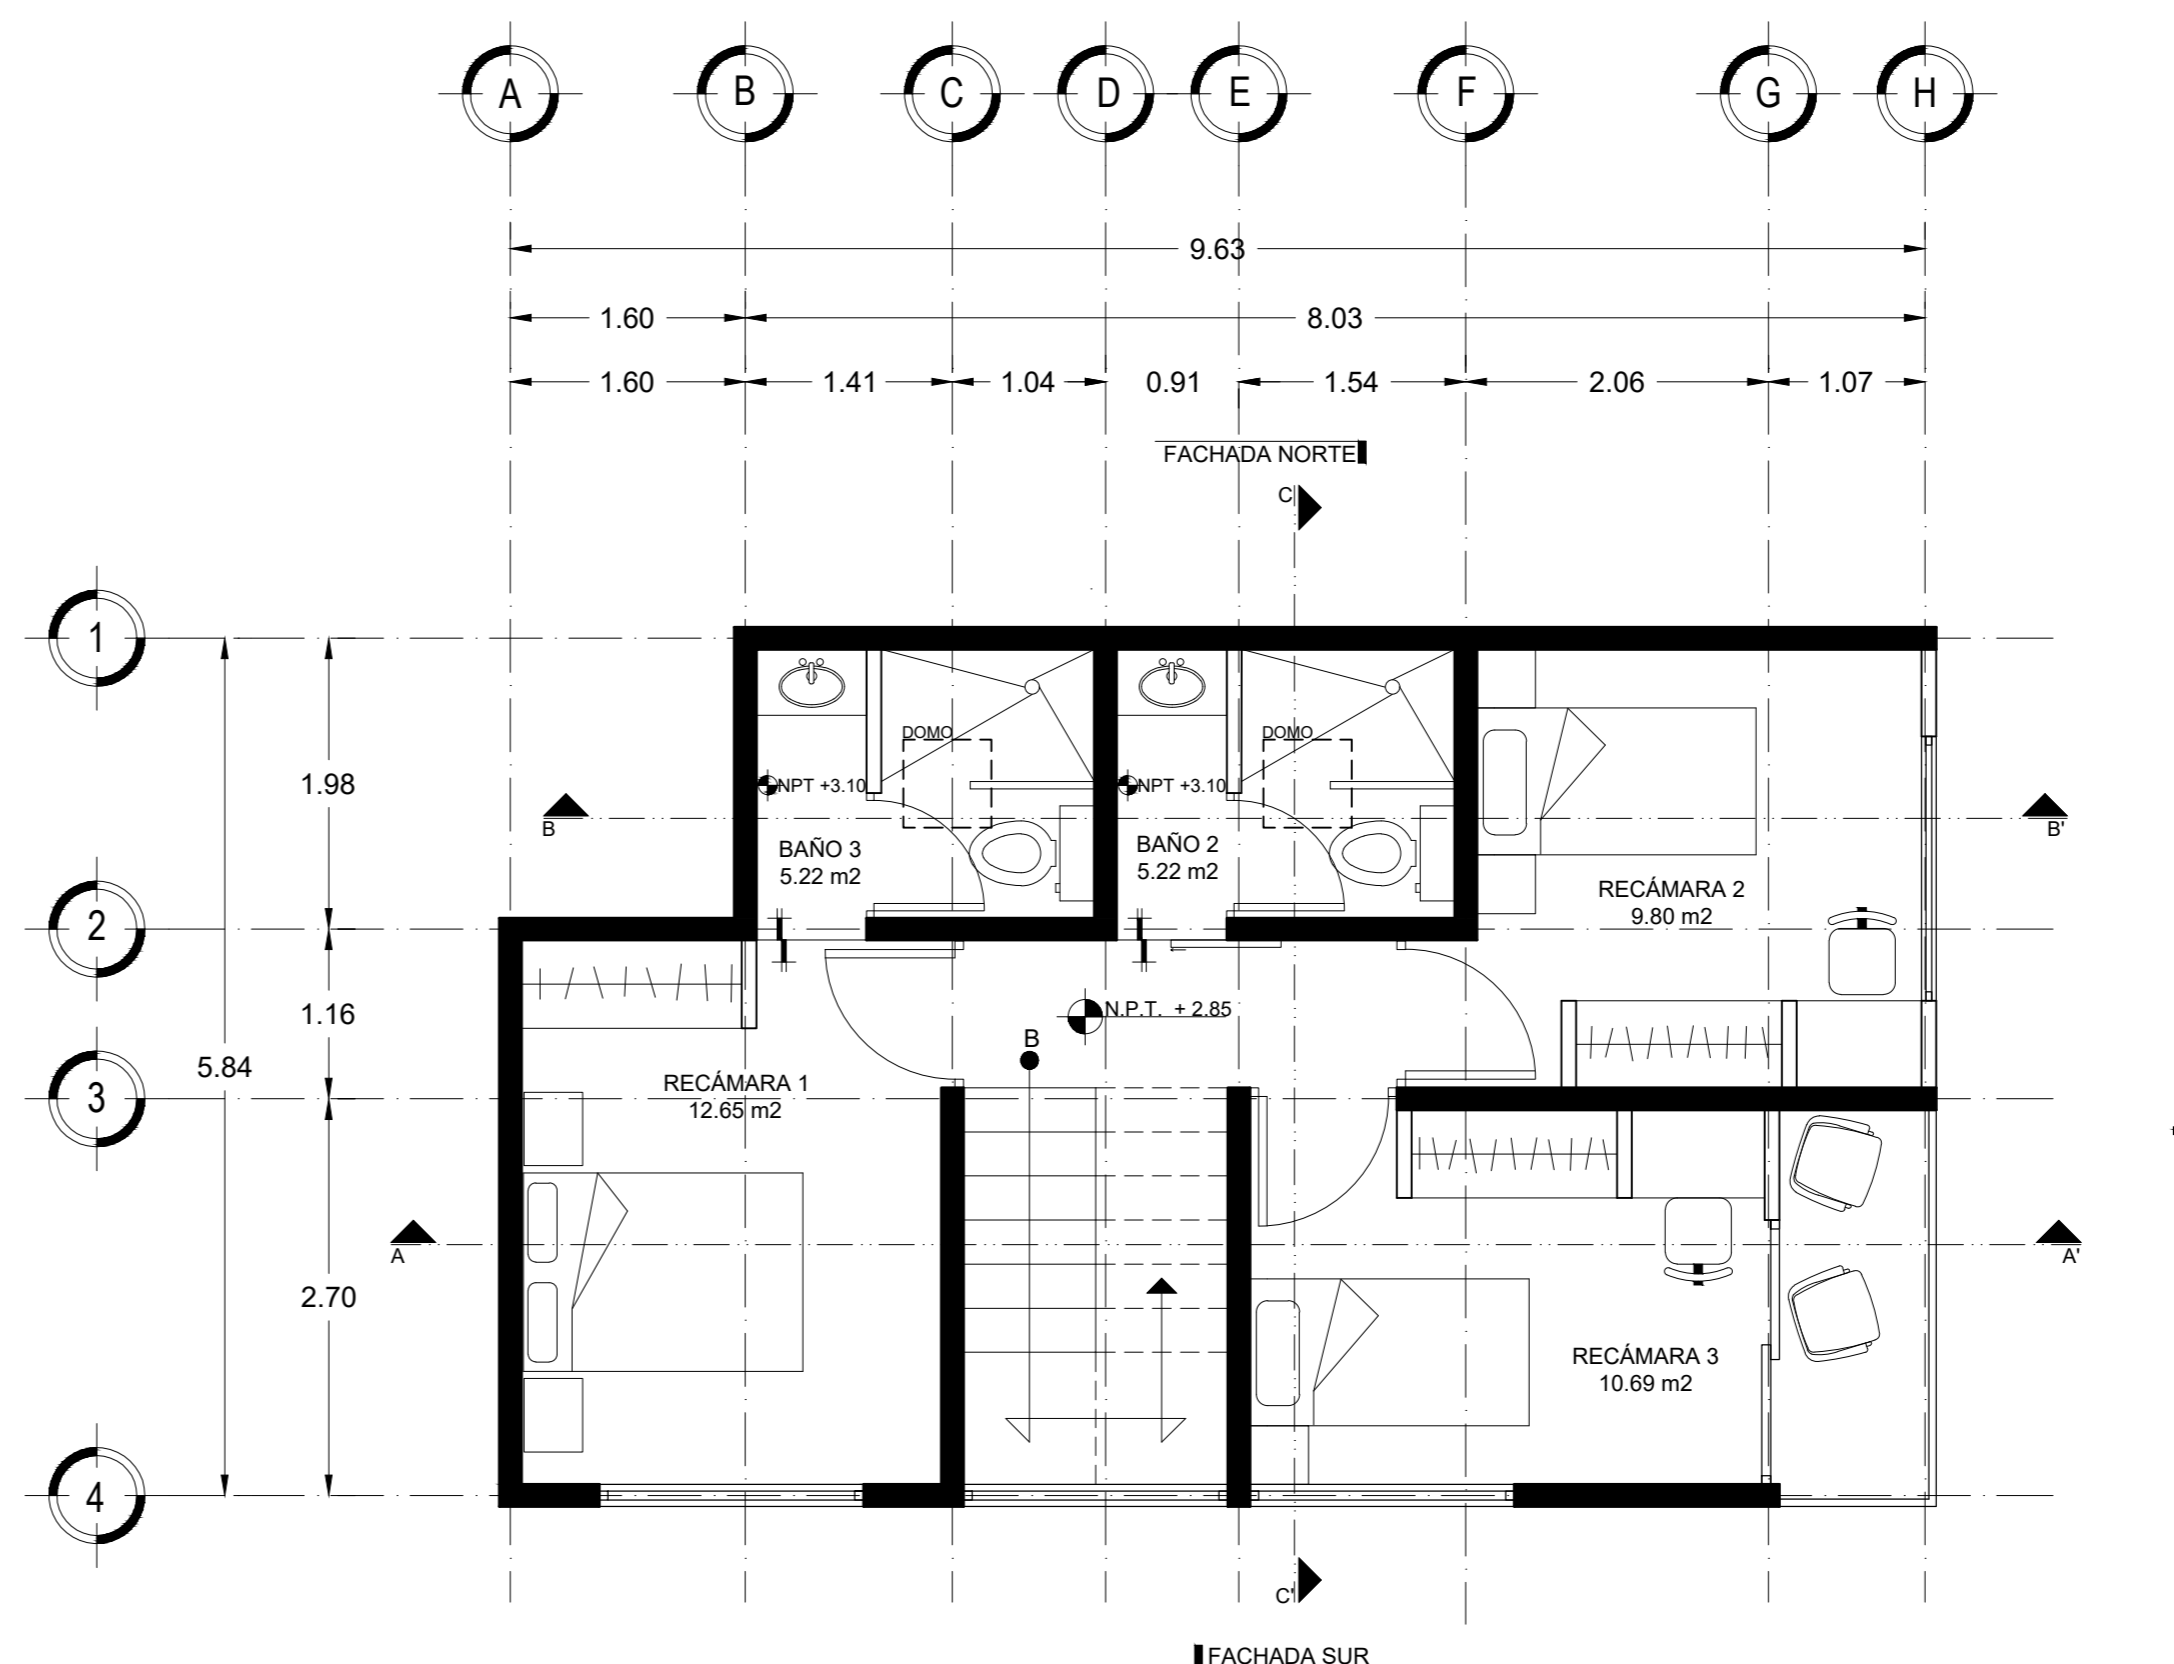 A B C D E F G H
9.63
1.60 8.03
1.60 1.41 1.04 0.91 1.54 2.06 1.07
FACHADA NORTE
C
1
DOMO DOMO
1.98
NPT +3.10 NPT +3.10
B B'
BAÑO 3
5.22 m2
BAÑO 2
5.22 m2
RECÁMARA 2
9.80 m2
2
1.16
N.P.T. + 2.85
B
5.84
RECÁMARA 1
12.65 m2
3
A A'
2.70
RECÁMARA 3
10.69 m2
4
C'
FACHADA SUR